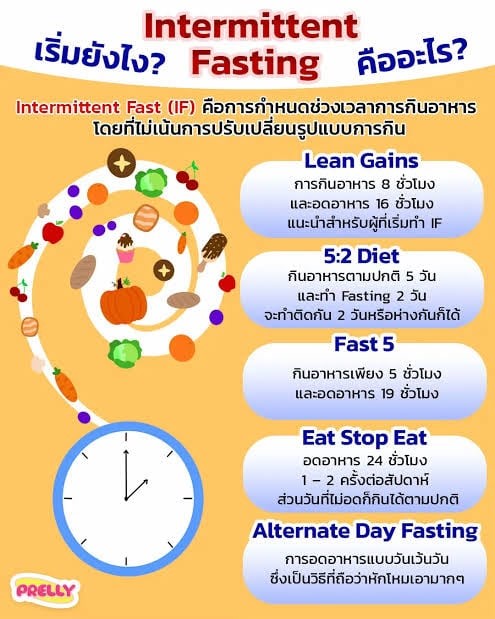 Intermittent
เริ่มยังไง? Fasting คืออะไร?
Intermittent Fast (IF) คือการกำหนดช่วงเวลาการกินอาหาร
โดยที่ไม่เน้นการปรับเปลี่ยนรูปแบบการกิน
Lean Gains
การกินอาหาร 8 ชั่วโมง
และอดอาหาร 16 ชั่วโมง
แนะนำสำหรับผู้ที่เริ่มทำ IF
5:2 Diet
กินอาหารตามปกติ 5 วัน
และทำ Fasting 2 วัน
จะทำติดกัน 2 วันหรือห่างกันก็ได้
Fast 5
กินอาหารเพียง 5 ชั่วโมง
และอดอาหาร 19 ชั่วโมง
Eat Stop Eat
อดอาหาร 24 ชั่วโมง
1 – 2 ครั้งต่อสัปดาห์
ส่วนวันที่ไม่อดก็กินได้ตามปกติ
Alternate Day Fasting
การอดอาหารแบบวันเว้นวัน
ซึ่งเป็นวิธีที่ถือว่าหักโหมเอามากๆ
PRELLY